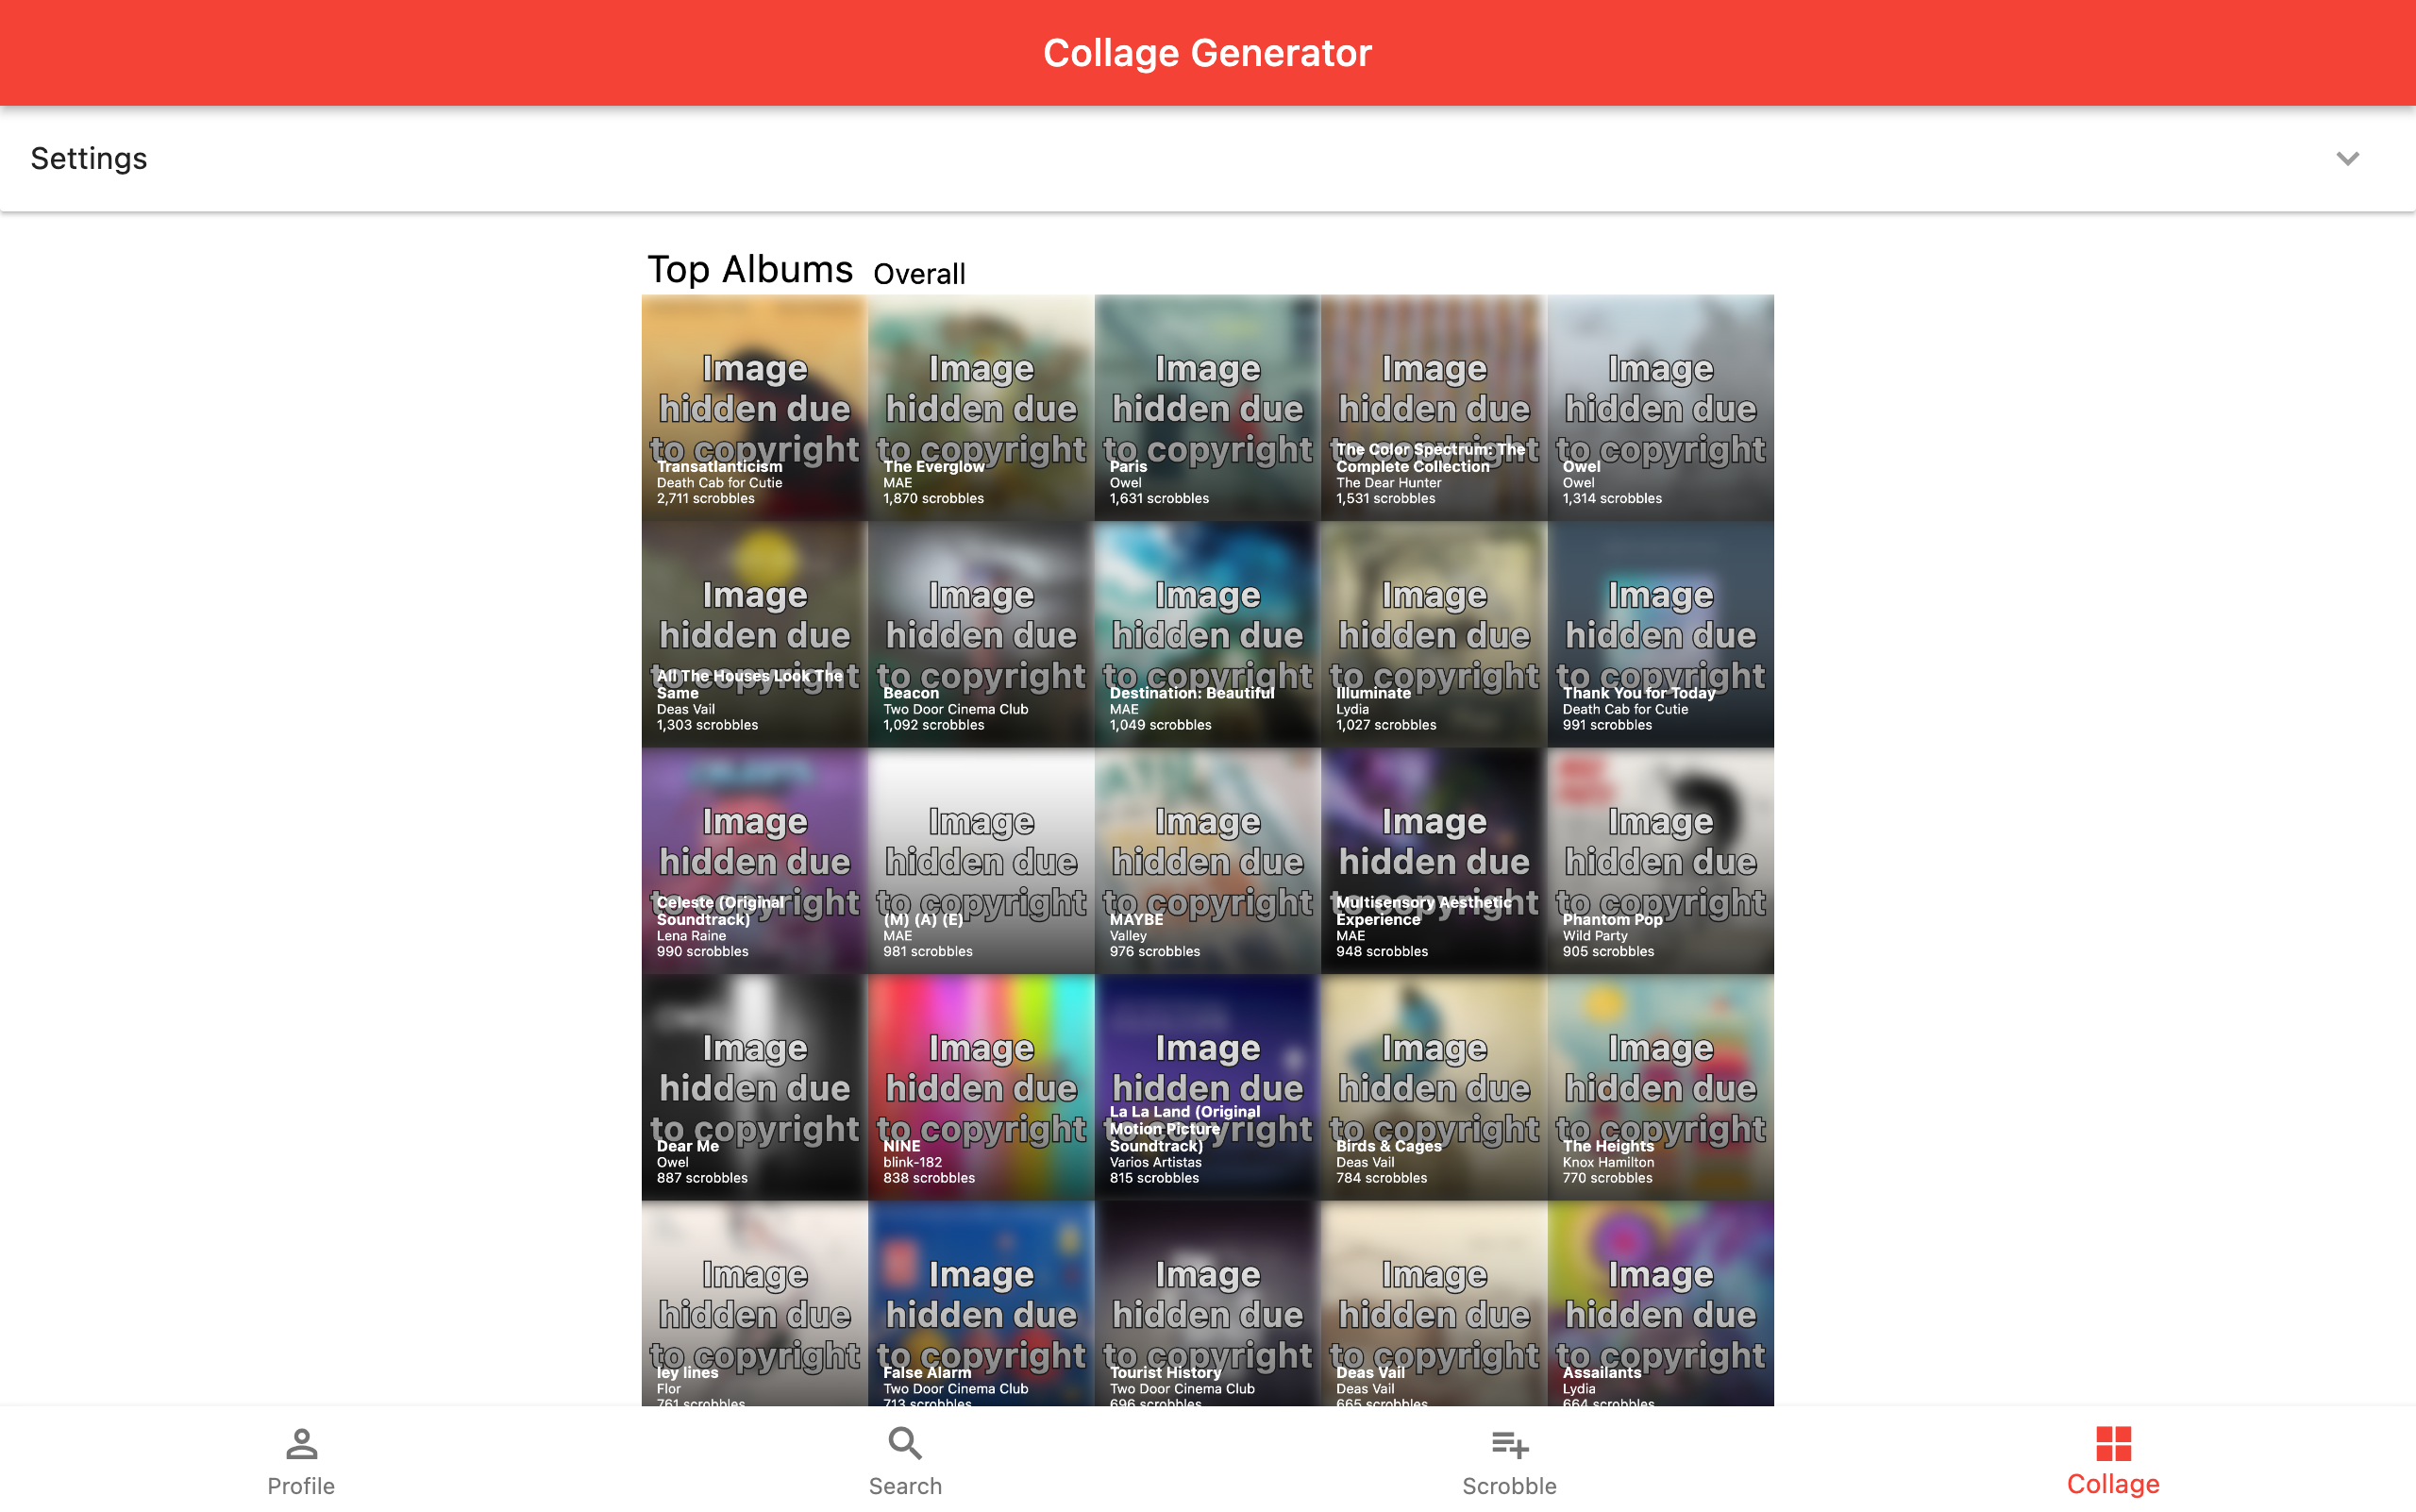 Collage Generator
Settings
Top Albums Overall
Image
hidden due
to copyright
Transatlanticism
Death Cab for Cutie
2,711 scrobbles
Image
hidden due
to copyright
The Everglow
MAE
1,870 scrobbles
Image
hidden due
to copyright
Paris
Owel
1,631 scrobbles
Image
hidden due
to copyright
The Color Spectrum: The
Complete Collection
The Dear Hunter
1,531 scrobbles
Image
hidden due
to copyright
Owel
Owel
1,314 scrobbles
Image
hidden due
to copyright
All The Houses Look The
Same
Deas Vail
1,303 scrobbles
Image
hidden due
to copyright
Beacon
Two Door Cinema Club
1,092 scrobbles
Image
hidden due
to copyright
Destination: Beautiful
MAE
1,049 scrobbles
Image
hidden due
to copyright
Illuminate
Lydia
1,027 scrobbles
Image
hidden due
to copyright
Thank You for Today
Death Cab for Cutie
991 scrobbles
Image
hidden due
to copyright
Celeste (Original
Soundtrack)
Lena Raine
990 scrobbles
Image
hidden due
to copyright
(M) (A) (E)
MAE
981 scrobbles
Image
hidden due
to copyright
MAYBE
Valley
976 scrobbles
Image
hidden due
to copyright
Multisensory Aesthetic
Experience
MAE
948 scrobbles
Image
hidden due
to copyright
Phantom Pop
Wild Party
905 scrobbles
Image
hidden due
to copyright
Dear Me
Owel
887 scrobbles
Image
hidden due
to copyright
NINE
blink-182
838 scrobbles
Image
hidden due
to copyright
La La Land (Original
Motion Picture
Soundtrack)
Varios Artistas
815 scrobbles
Image
hidden due
to copyright
Birds & Cages
Deas Vail
784 scrobbles
Image
hidden due
to copyright
The Heights
Knox Hamilton
770 scrobbles
Image
hidden due
to copyright
ley lines
Flor
761 scrobbles
Image
hidden due
to copyright
False Alarm
Two Door Cinema Club
713 scrobbles
Image
hidden due
to copyright
Tourist History
Two Door Cinema Club
696 scrobbles
Image
hidden due
to copyright
Deas Vail
Deas Vail
665 scrobbles
Image
hidden due
to copyright
Assailants
Lydia
664 scrobbles
Profile
Search
Scrobble
Collage